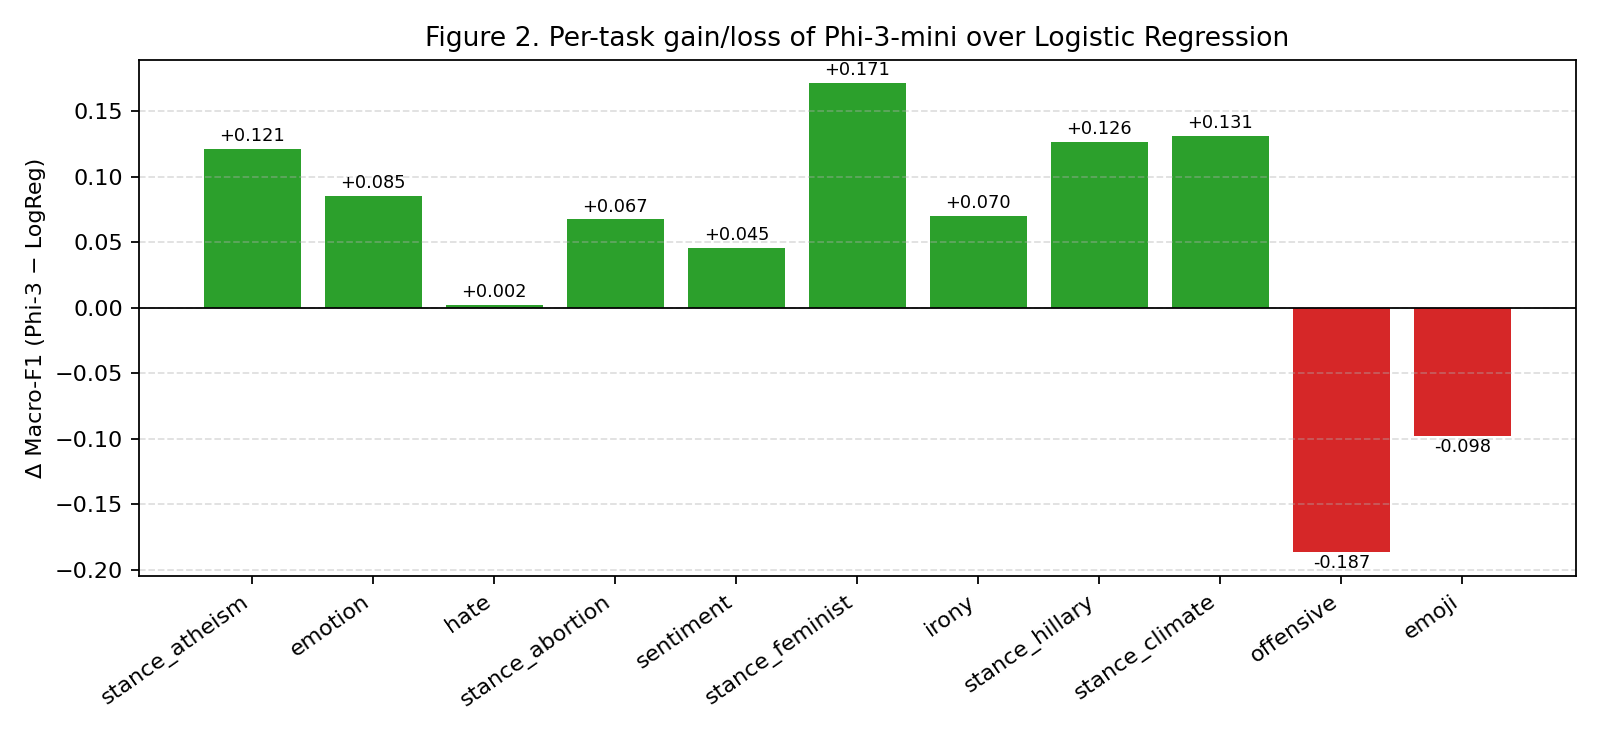 Figure 2. Per-task gain/loss of Phi-3-mini over Logistic Regression
Δ Macro-F1 (Phi-3 − LogReg)
0.15
0.10
0.05
0.00
−0.05
−0.10
−0.15
−0.20
+0.121
+0.085
+0.002
+0.067
+0.045
+0.171
+0.070
+0.126
+0.131
-0.187
-0.098
stance_atheism
emotion
hate
stance_abortion
sentiment
stance_feminist
irony
stance_hillary
stance_climate
offensive
emoji